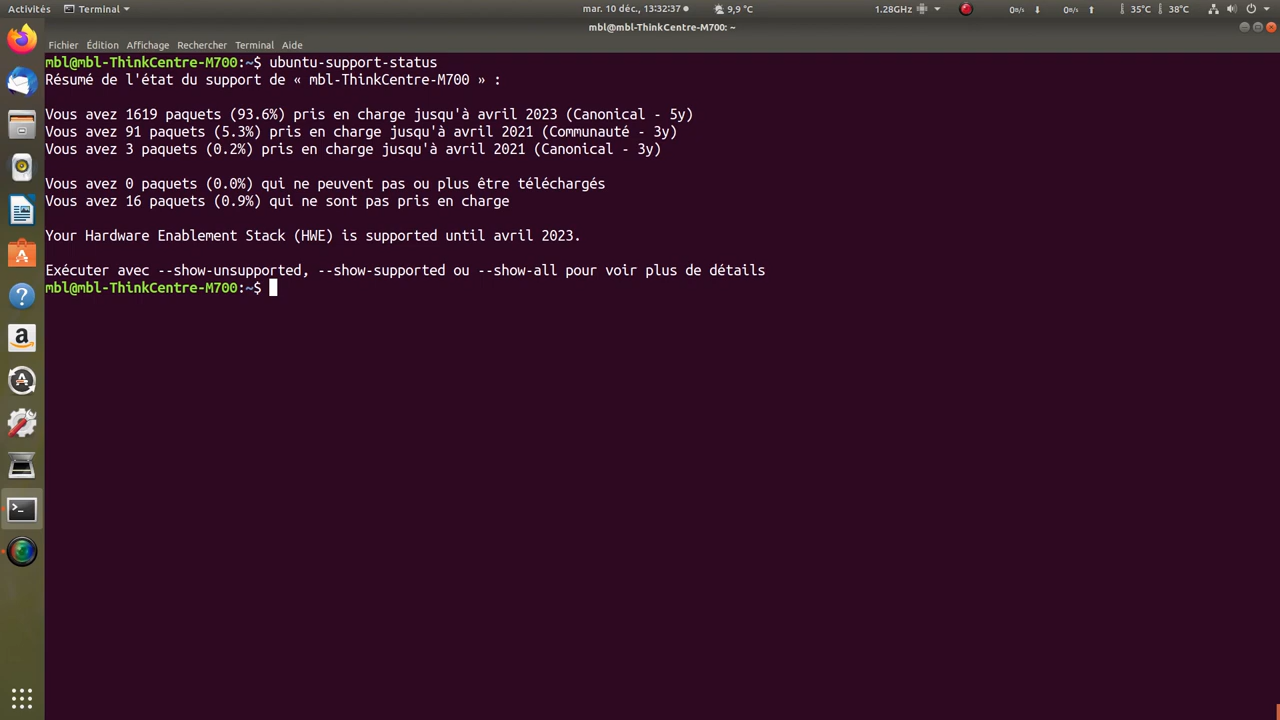 Activités Terminal mar. 10 déc., 13:32:37 9,9 °C 1.28GHz 35°C 38°C
mbl@mbl-ThinkCentre-M700: ~
Fichier Édition Affichage Rechercher Terminal Aide
mbl@mbl-ThinkCentre-M700:~$ ubuntu-support-status
Résumé de l'état du support de « mbl-ThinkCentre-M700 » :
Vous avez 1619 paquets (93.6%) pris en charge jusqu'à avril 2023 (Canonical - 5y)
Vous avez 91 paquets (5.3%) pris en charge jusqu'à avril 2021 (Communauté - 3y)
Vous avez 3 paquets (0.2%) pris en charge jusqu'à avril 2021 (Canonical - 3y)
Vous avez 0 paquets (0.0%) qui ne peuvent pas ou plus être téléchargés
Vous avez 16 paquets (0.9%) qui ne sont pas pris en charge
Your Hardware Enablement Stack (HWE) is supported until avril 2023.
Exécuter avec --show-unsupported, --show-supported ou --show-all pour voir plus de détails
mbl@mbl-ThinkCentre-M700:~$